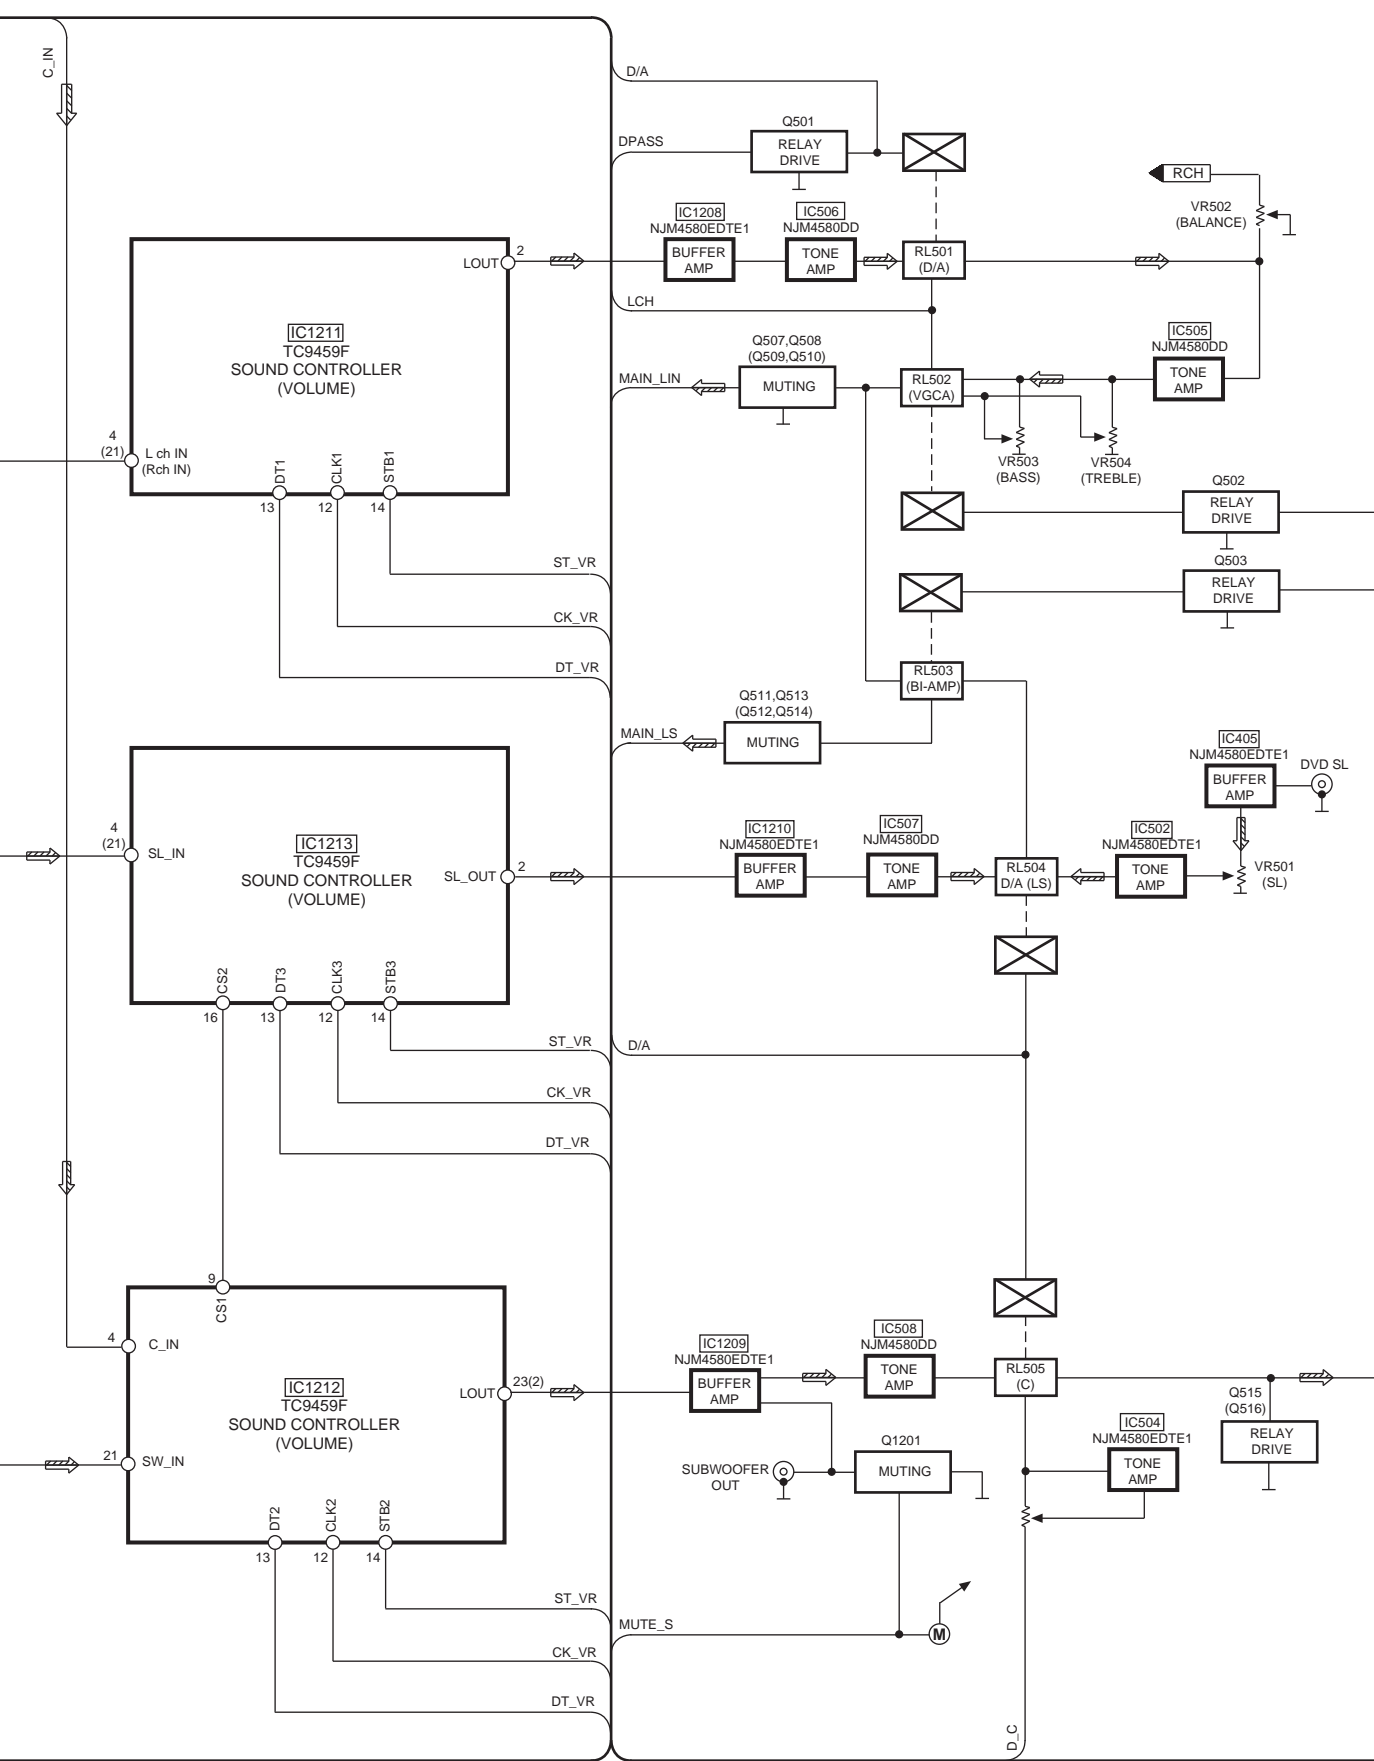 C_IN
D/A
Q501
DPASS
RELAY
DRIVE
RCH
VR502
(BALANCE)
IC1208
NJM4580EDTE1
BUFFER
AMP
IC506
NJM4580DD
TONE
AMP
RL501
(D/A)
LOUT
2
LCH
IC1211
TC9459F
SOUND CONTROLLER
(VOLUME)
Q507,Q508
(Q509,Q510)
MAIN_LIN
MUTING
RL502
(VGCA)
IC505
NJM4580DD
TONE
AMP
4
(21)
L ch IN
(Rch IN)
DT1
CLK1
STB1
13
12
14
VR503
(BASS)
VR504
(TREBLE)
Q502
RELAY
DRIVE
Q503
RELAY
DRIVE
ST_VR
CK_VR
DT_VR
RL503
(BI-AMP)
Q511,Q513
(Q512,Q514)
MAIN_LS
MUTING
IC405
NJM4580EDTE1
BUFFER
AMP
DVD SL
4
(21)
SL_IN
IC1213
TC9459F
SOUND CONTROLLER
(VOLUME)
SL_OUT
2
IC1210
NJM4580EDTE1
BUFFER
AMP
IC507
NJM4580DD
TONE
AMP
RL504
D/A (LS)
IC502
NJM4580EDTE1
TONE
AMP
VR501
(SL)
CS2
DT3
CLK3
STB3
16
13
12
14
ST_VR
D/A
CK_VR
DT_VR
9
CS1
4
C_IN
IC1212
TC9459F
SOUND CONTROLLER
(VOLUME)
LOUT
23(2)
IC1209
NJM4580EDTE1
BUFFER
AMP
IC508
NJM4580DD
TONE
AMP
RL505
(C)
Q515
(Q516)
RELAY
DRIVE
IC504
NJM4580EDTE1
TONE
AMP
21
SW_IN
SUBWOOFER
OUT
Q1201
MUTING
DT2
CLK2
STB2
13
12
14
ST_VR
MUTE_S
M
CK_VR
DT_VR
D_C